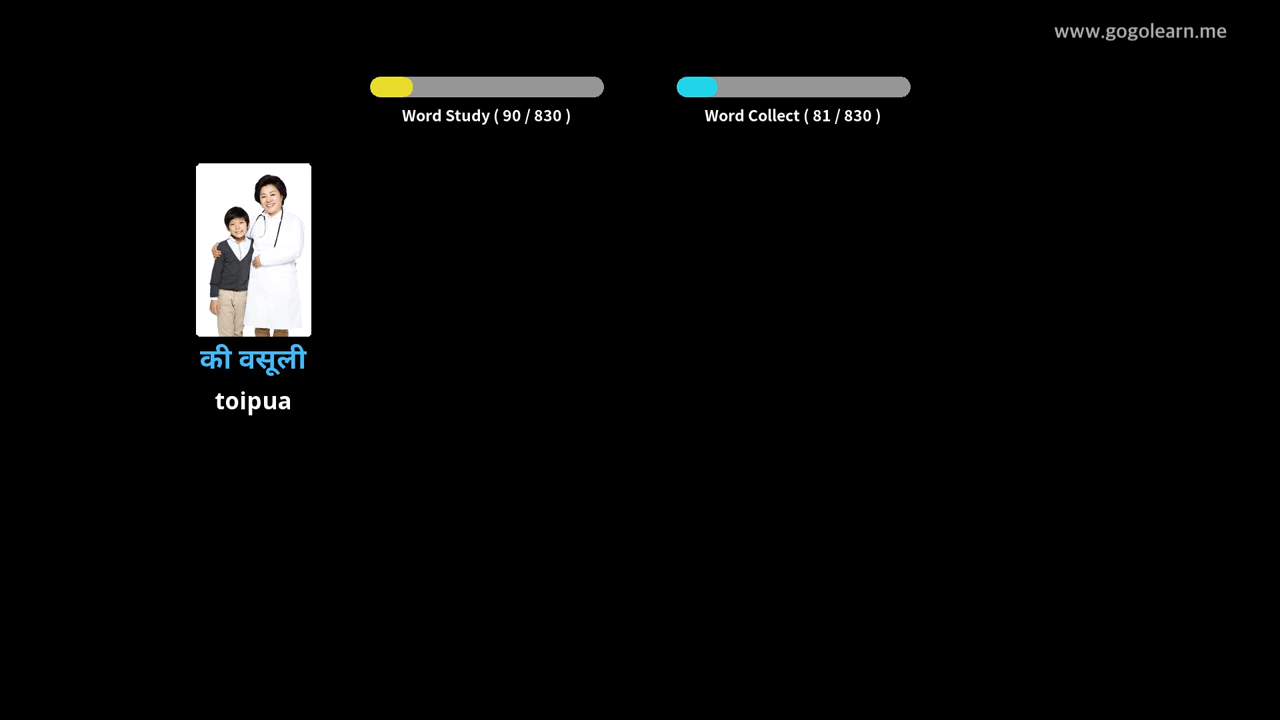 www.gogolearn.me
Word Study ( 90 / 830 )
Word Collect ( 81 / 830 )
की वसूली
toipua